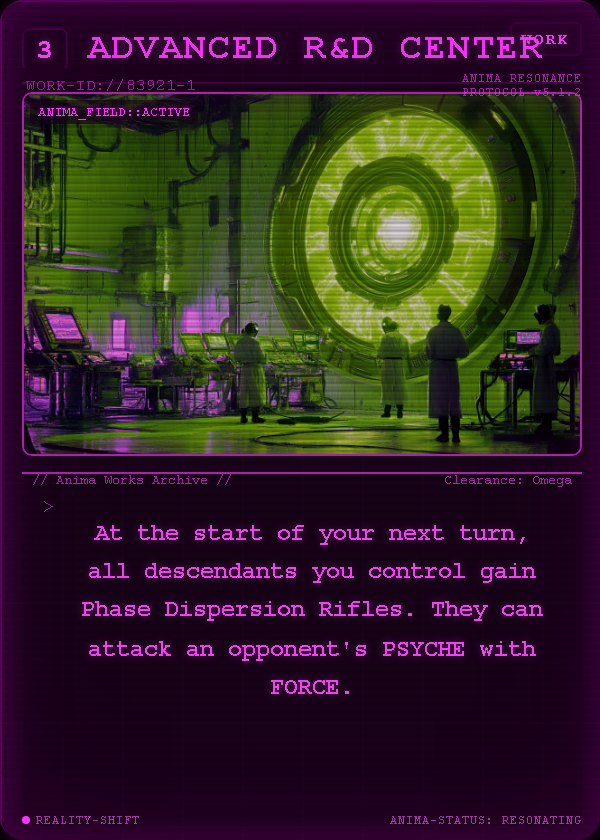 3 ADVANCED R&D CENTER WORK
WORK-ID://83921-1
ANIMA RESONANCE
PROTOCOL v5.1.2
ANIMA_FIELD::ACTIVE
// Anima Works Archive //
Clearance: Omega
>
At the start of your next turn,
all descendants you control gain
Phase Dispersion Rifles. They can
attack an opponent's PSYCHE with
FORCE.
REALITY-SHIFT
ANIMA-STATUS: RESONATING